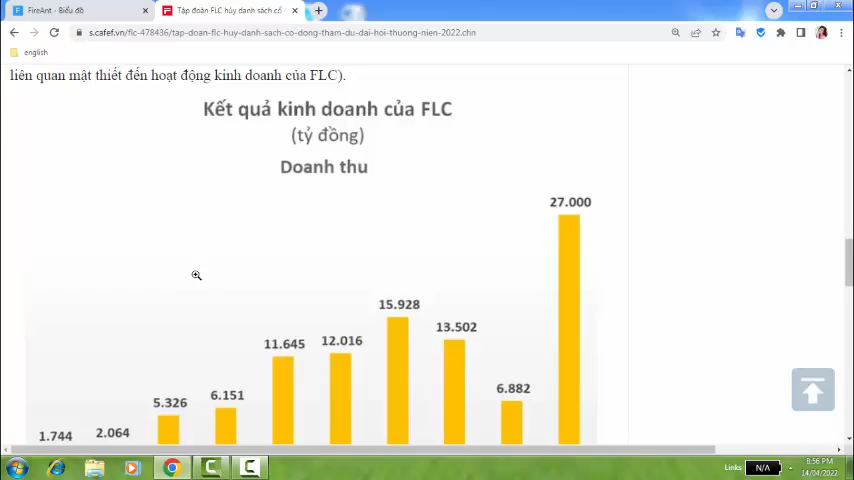 FireAnt - Biểu đồ
Tập đoàn FLC hủy danh sách cổ
s.cafef.vn/flc-478436/tap-doan-flc-huy-danh-sach-co-dong-tham-du-dai-hoi-thuong-nien-2022.chn
english
liên quan mật thiết đến hoạt động kinh doanh của FLC).
Kết quả kinh doanh của FLC
(tỷ đồng)
Doanh thu
27.000
15.928
13.502
11.645
12.016
6.882
5.326
6.151
1.744
2.064
Links
N/A
8:56 PM
14/04/2022